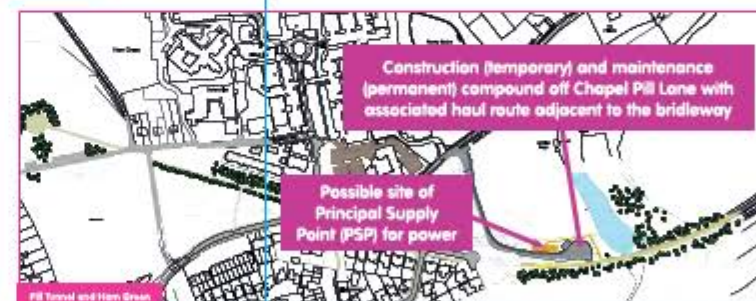 Construction (temporary) and maintenance
(permanent) compound off Chapel Pill Lane with
associated haul route adjacent to the bridleway
Possible site of
Principal Supply
Point (PSP) for power
Pill Tunnel and Ham Green